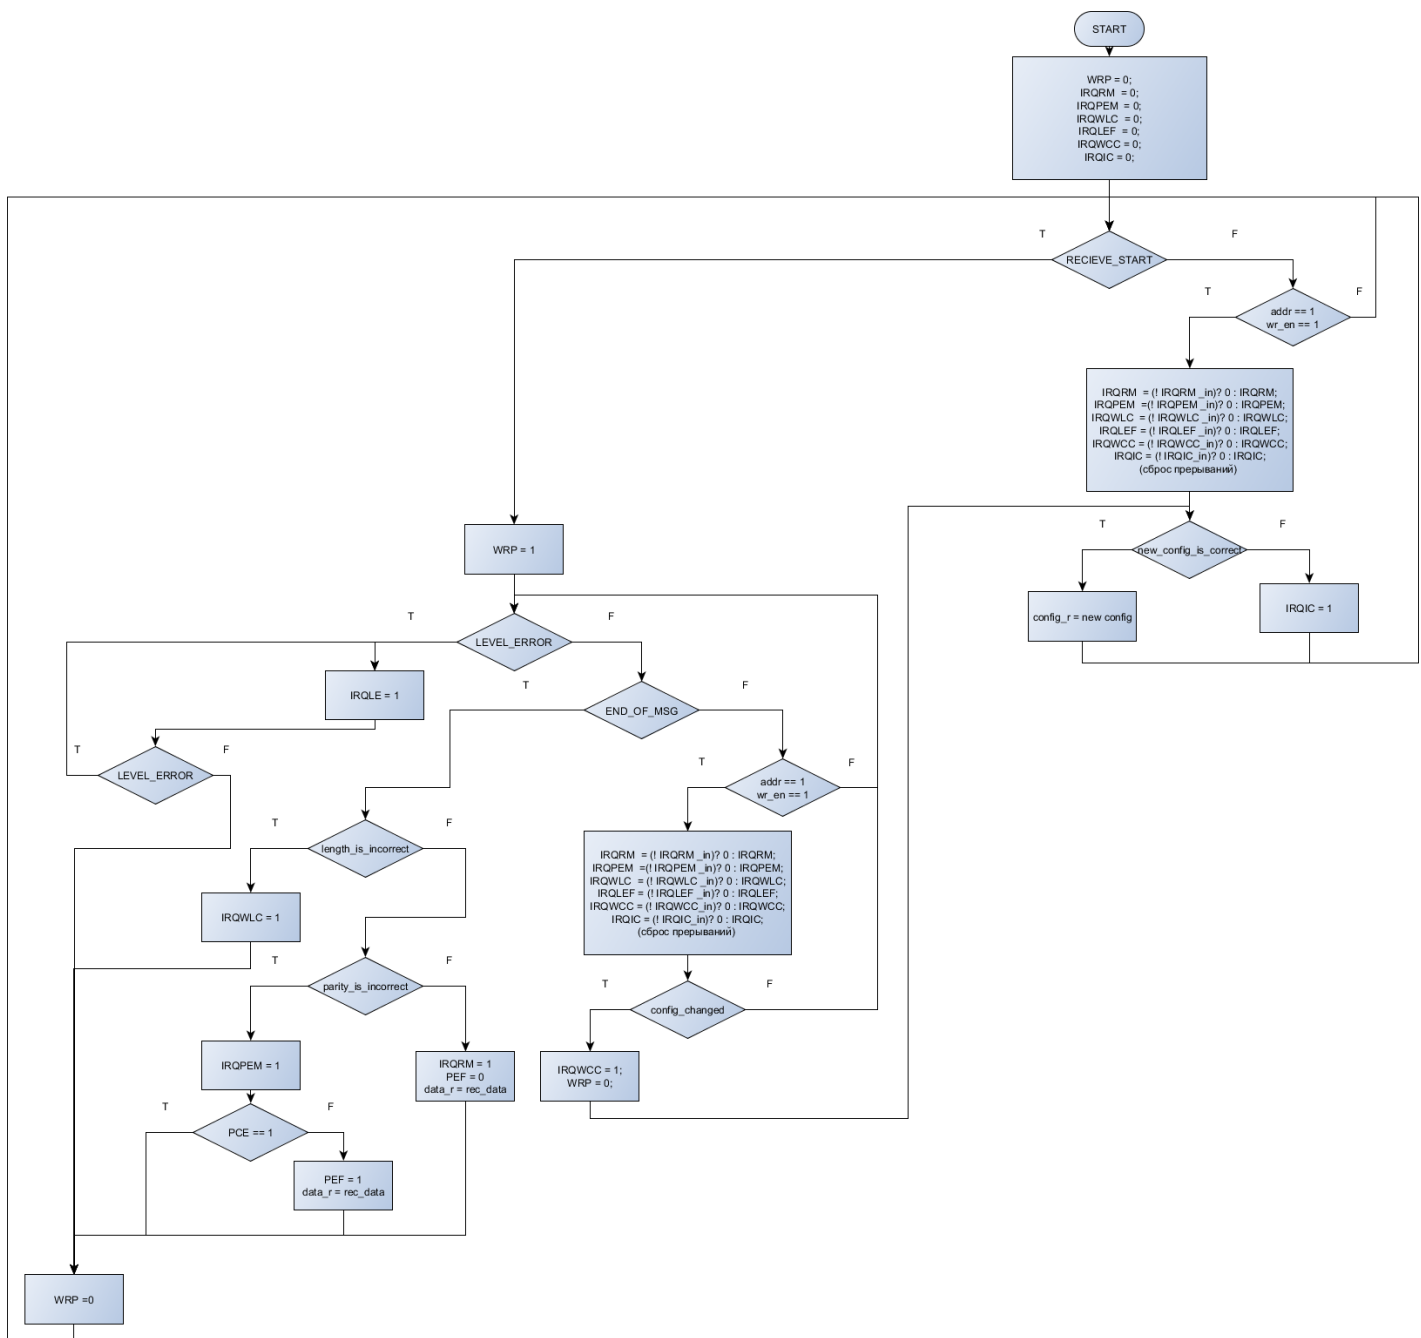 START
WRP = 0;
IRQRM = 0;
IRQPEM = 0;
IRQWLC = 0;
IRQLEF = 0;
IRQWCC = 0;
IRQIC = 0;
T
F
RECIEVE_START
T
F
addr == 1
wr_en == 1
IRQRM = (! IRQRM _in)? 0 : IRQRM;
IRQPEM =(! IRQPEM _in)? 0 : IRQPEM;
IRQWLC = (! IRQWLC _in)? 0 : IRQWLC;
IRQLEF = (! IRQLEF _in)? 0 : IRQLEF;
IRQWCC = (! IRQWCC_in)? 0 : IRQWCC;
IRQIC = (! IRQIC_in)? 0 : IRQIC;
(сброс прерываний)
T
F
new_config_is_correct
config_r = new config
IRQIC = 1
WRP = 1
T
F
LEVEL_ERROR
IRQLE = 1
T
F
END_OF_MSG
T
F
LEVEL_ERROR
T
F
addr == 1
wr_en == 1
T
F
length_is_incorrect
IRQRM = (! IRQRM _in)? 0 : IRQRM;
IRQPEM =(! IRQPEM _in)? 0 : IRQPEM;
IRQWLC = (! IRQWLC _in)? 0 : IRQWLC;
IRQLEF = (! IRQLEF _in)? 0 : IRQLEF;
IRQWCC = (! IRQWCC_in)? 0 : IRQWCC;
IRQIC = (! IRQIC_in)? 0 : IRQIC;
(сброс прерываний)
IRQWLC = 1
T
F
parity_is_incorrect
T
F
config_changed
IRQPEM = 1
IRQRM = 1
PEF = 0
data_r = rec_data
IRQWCC = 1;
WRP = 0;
T
F
PCE == 1
PEF = 1
data_r = rec_data
WRP =0